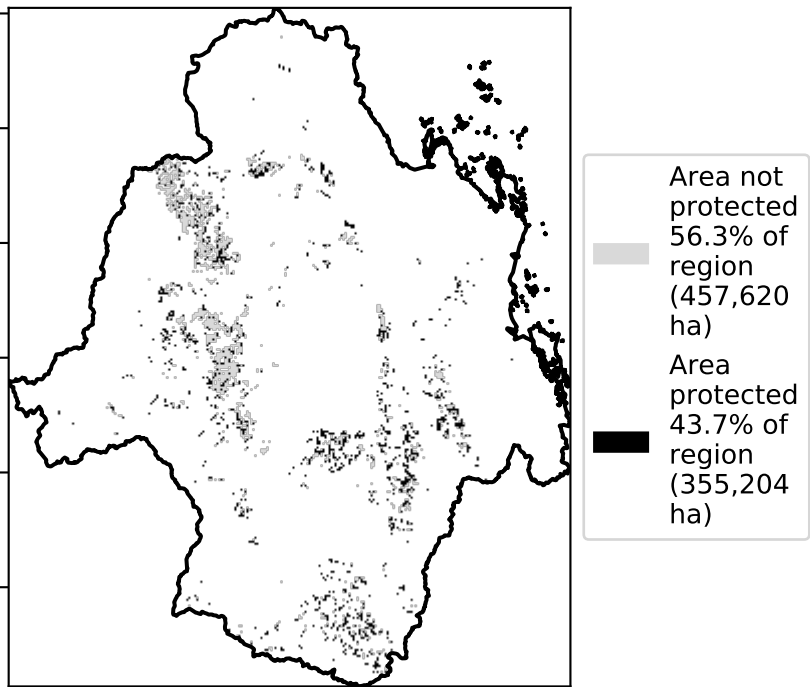 Area not
protected
56.3% of
region
(457,620
ha)
Area
protected
43.7% of
region
(355,204
ha)